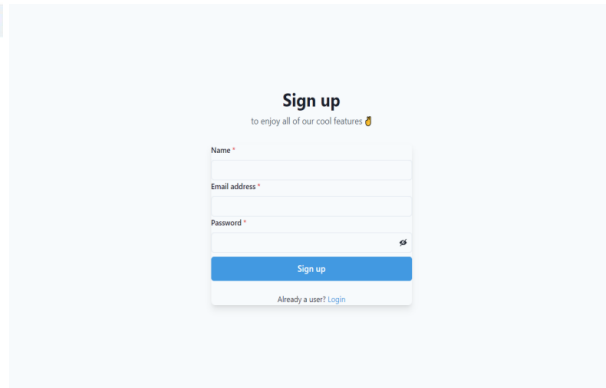 Sign up
to enjoy all of our cool features ✌️
Name *
Email address *
Password *
Sign up
Already a user? Login